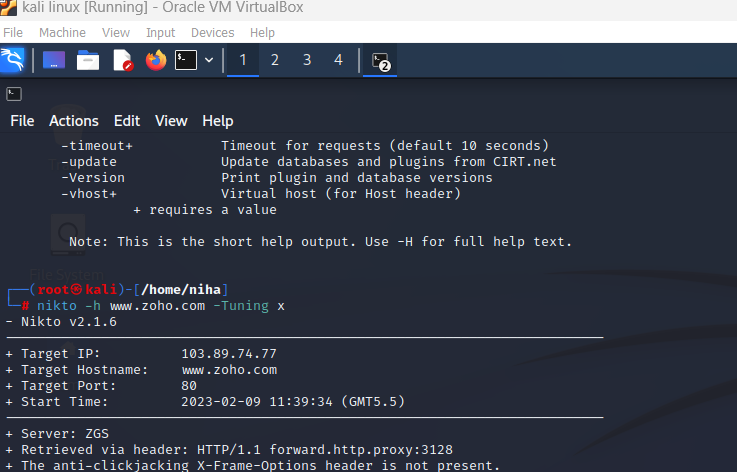 kali linux [Running] - Oracle VM VirtualBox
File Machine View Input Devices Help
1 2 3 4 2
File Actions Edit View Help
-timeout+ Timeout for requests (default 10 seconds)
-update Update databases and plugins from CIRT.net
-Version Print plugin and database versions
-vhost+ Virtual host (for Host header)
+ requires a value
Note: This is the short help output. Use -H for full help text.
File System
┌──(root㉿kali)-[/home/niha]
└─# nikto -h www.zoho.com -Tuning x
- Nikto v2.1.6
+ Target IP: 103.89.74.77
+ Target Hostname: www.zoho.com
+ Target Port: 80
+ Start Time: 2023-02-09 11:39:34 (GMT5.5)
+ Server: ZGS
+ Retrieved via header: HTTP/1.1 forward.http.proxy:3128
+ The anti-clickjacking X-Frame-Options header is not present.